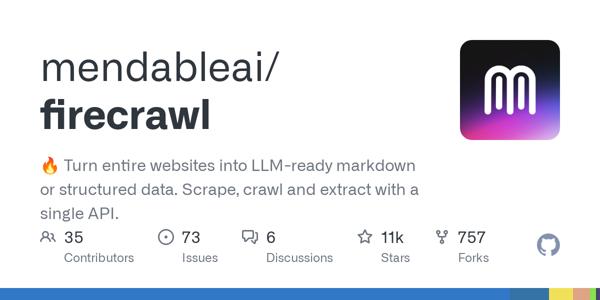 mendableai/
firecrawl
🔥 Turn entire websites into LLM-ready markdown
or structured data. Scrape, crawl and extract with a
single API.
35 73 6 11k 757
Contributors Issues Discussions Stars Forks